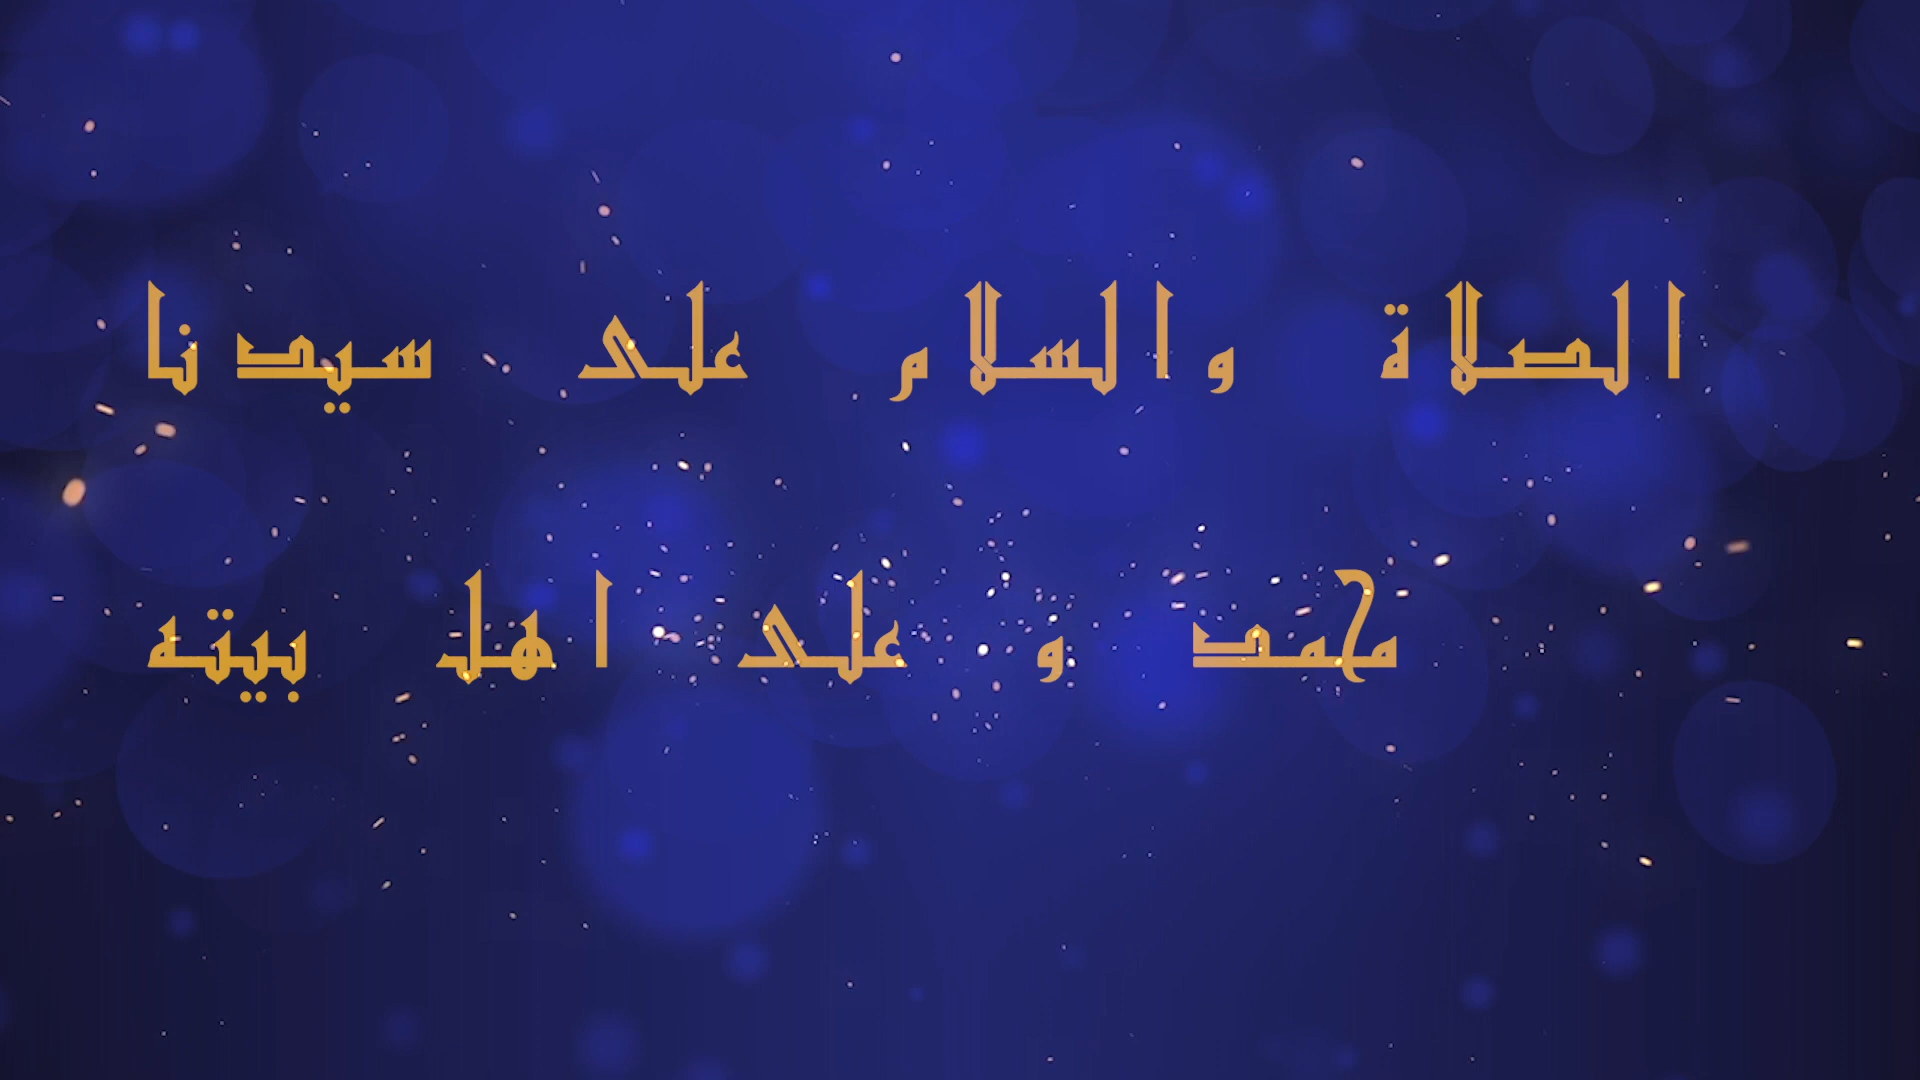 الصلاة والسلام على سيدنا
محمد و على اهل بيته